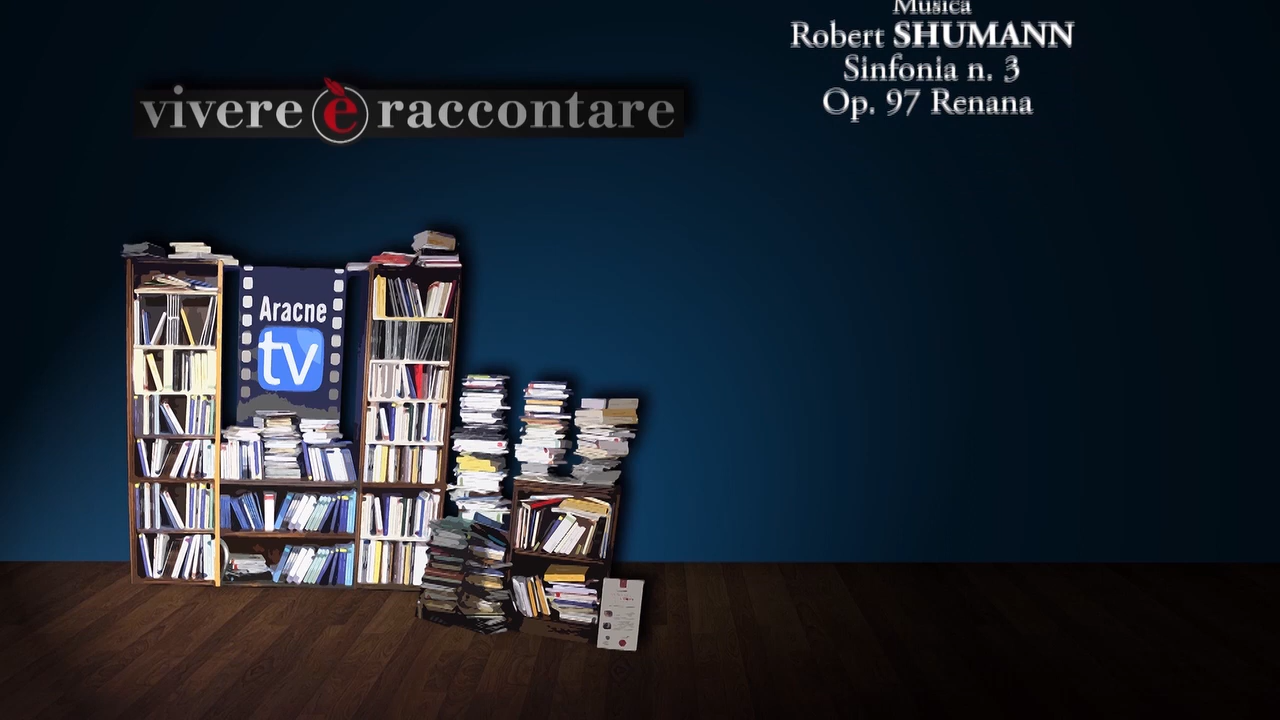 Musica
Robert SHUMANN
Sinfonia n. 3
Op. 97 Renana
vivere è raccontare
Aracne
tv